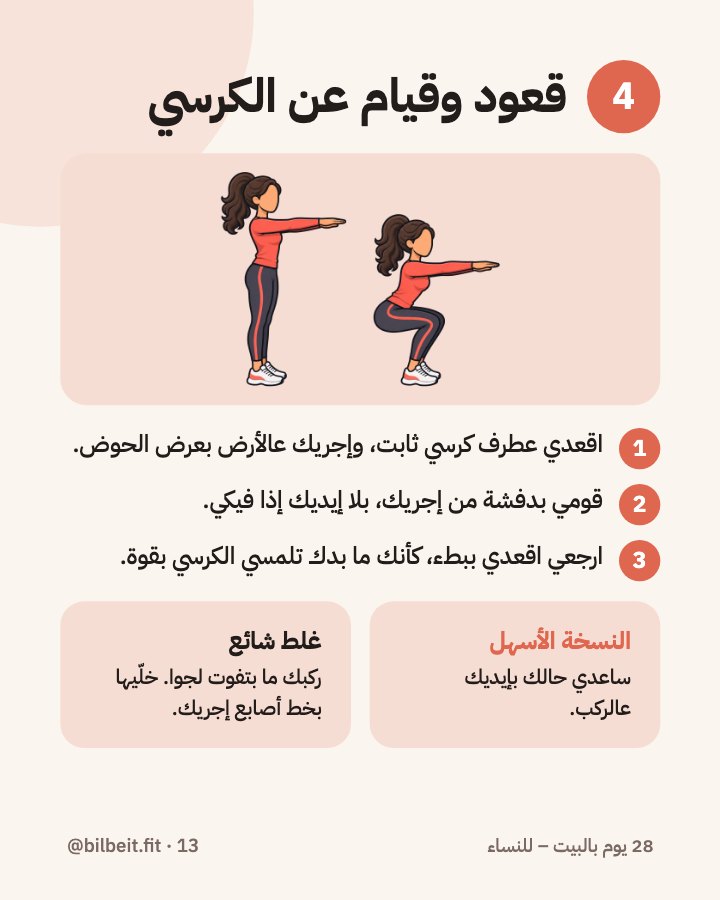 4 قعود وقيام عن الكرسي
1 اقعدي عطرف كرسي ثابت، وإجريك عالأرض بعرض الحوض.
2 قومي بدفشة من إجريك، بلا إيديك إذا فيكي.
3 ارجعي اقعدي ببطء، كأنك ما بدك تلمسي الكرسي بقوة.
النسخة الأسهل
ساعدي حالك بإيديك
عالركب.
غلط شائع
ركبك ما بتفوت لجوا. خلّيها
بخط أصابع إجريك.
28 يوم بالبيت – للنساء
@bilbeit.fit · 13